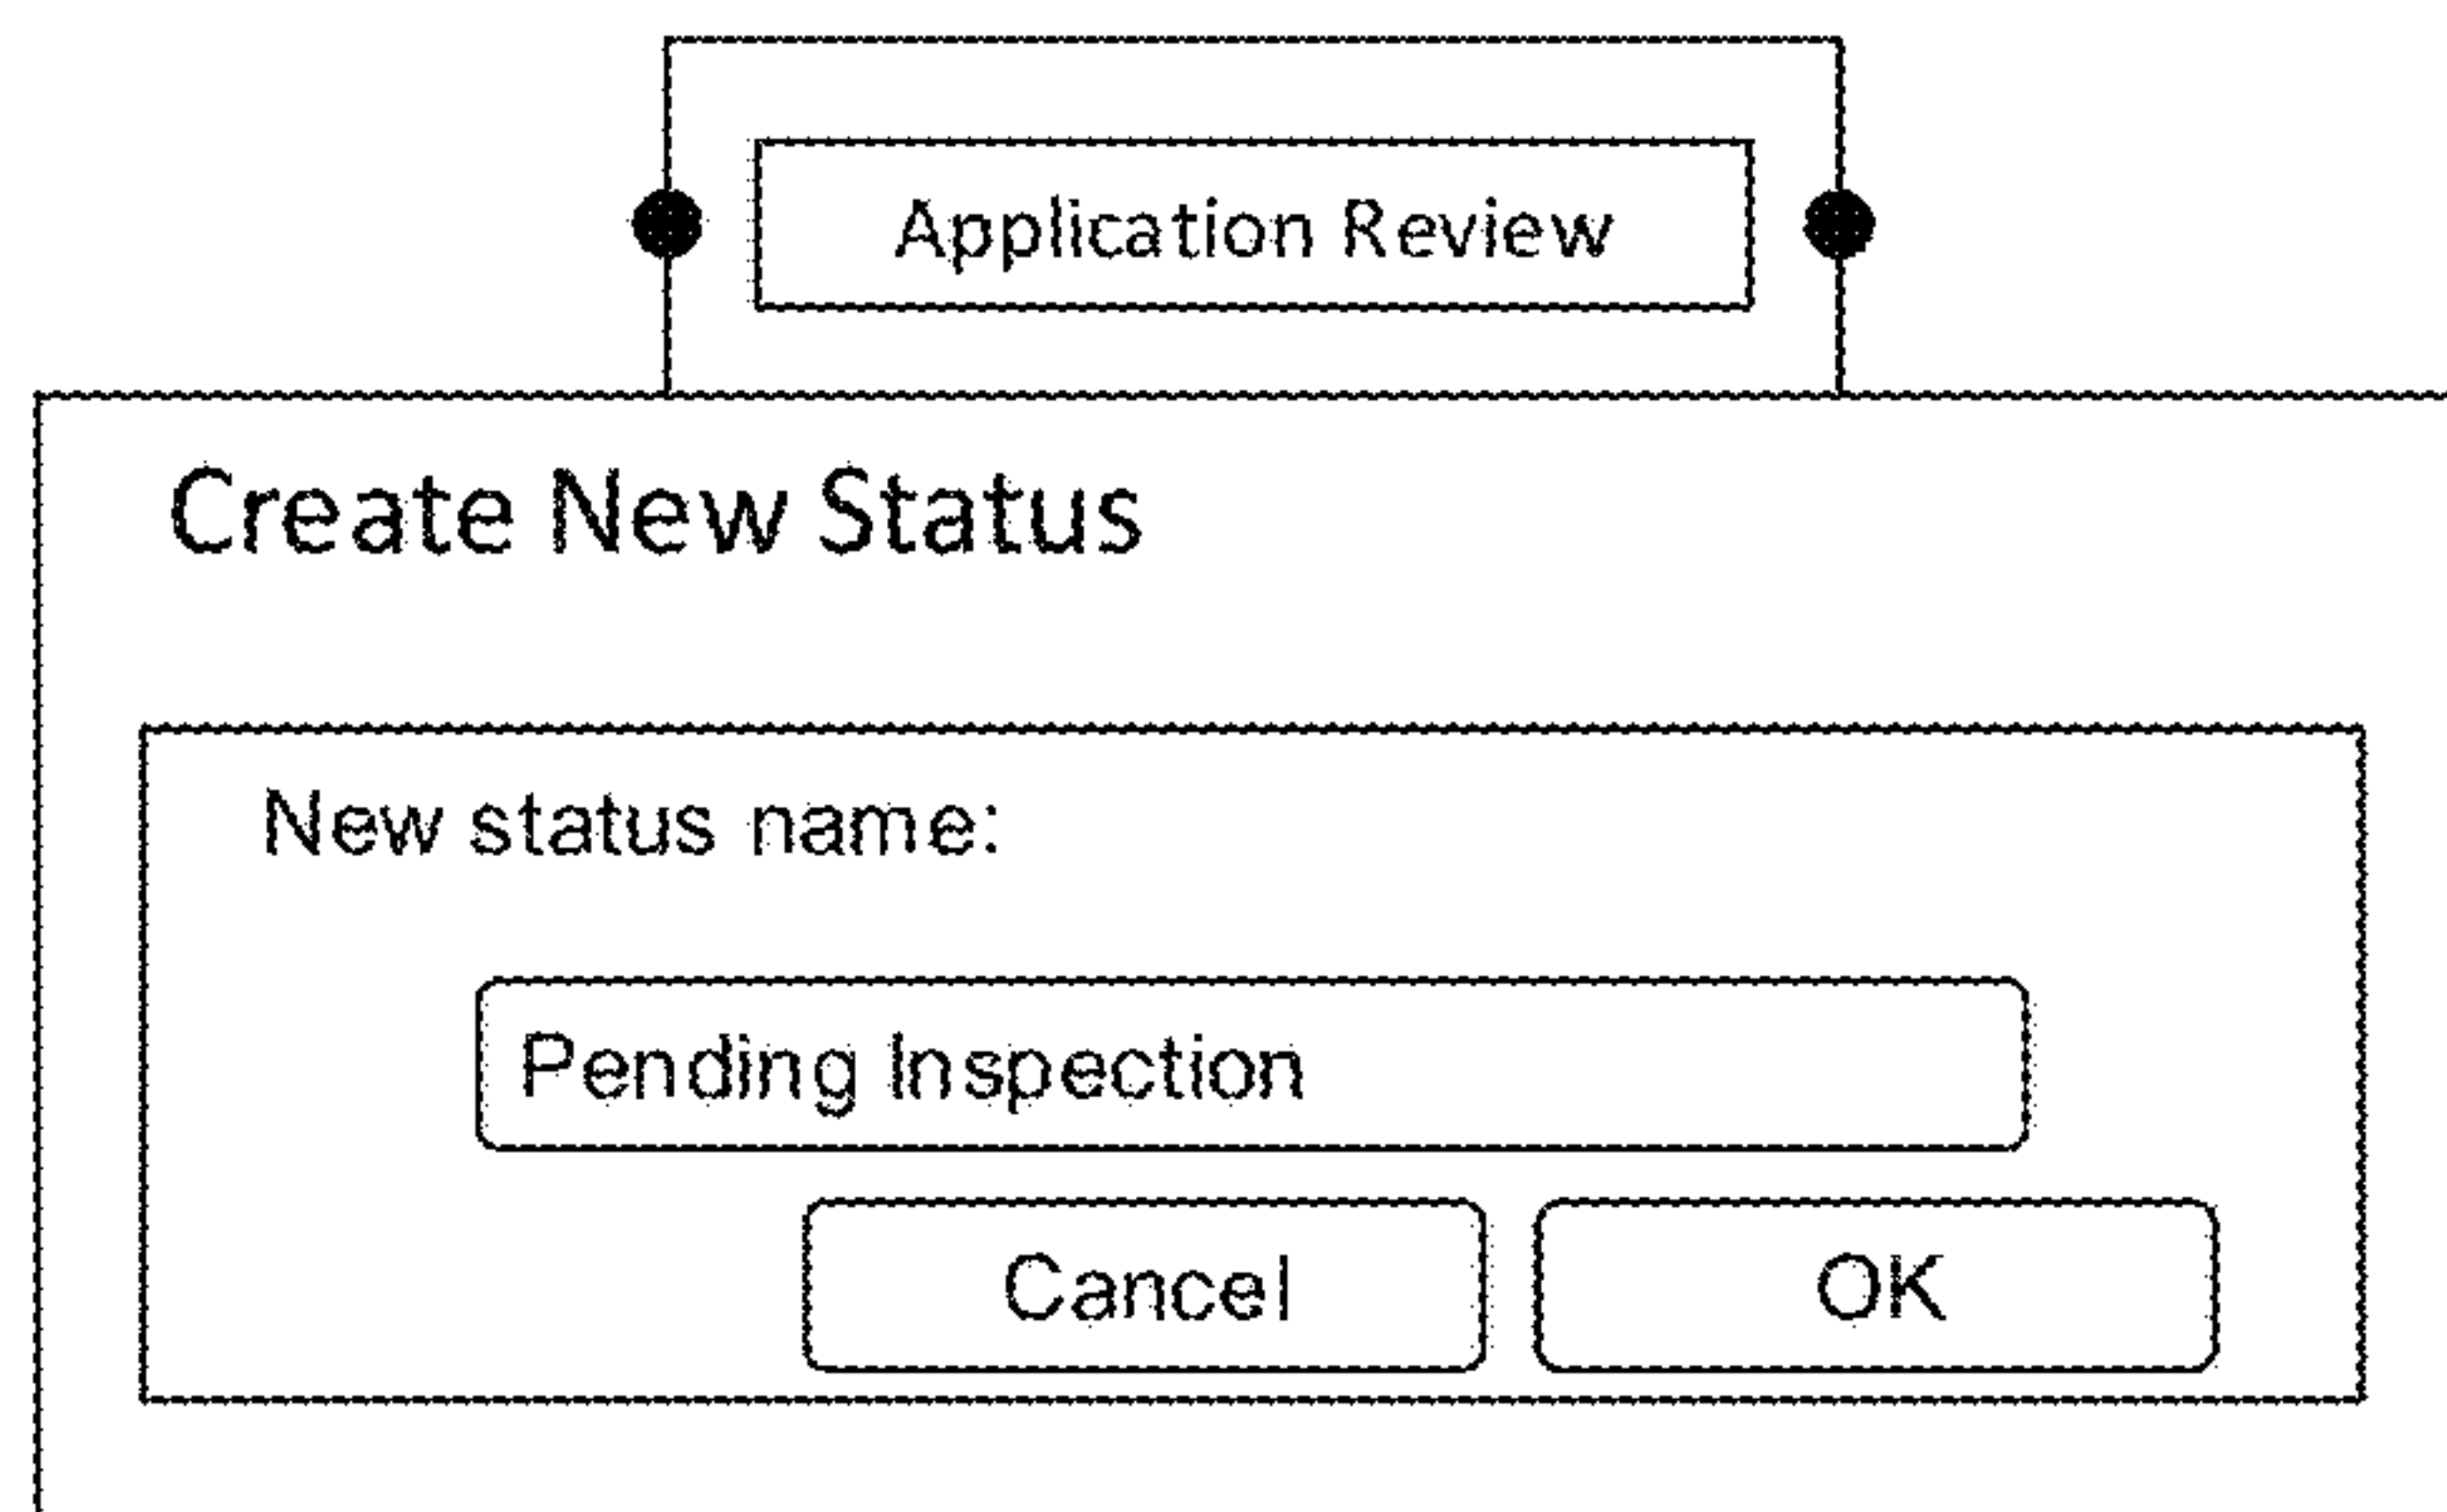 Application Review
Create New Status
New status name:
Pending Inspection
Cancel OK